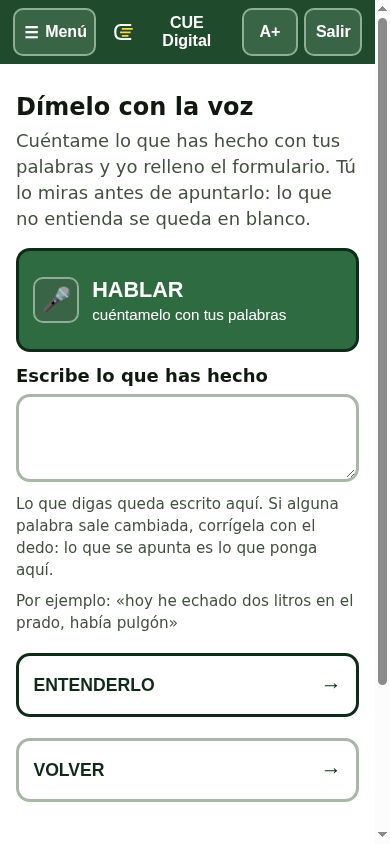 ☰ Menú
CUE
Digital
A+
Salir
Dímelo con la voz
Cuéntame lo que has hecho con tus
palabras y yo relleno el formulario. Tú
lo miras antes de apuntarlo: lo que
no entienda se queda en blanco.
HABLAR
cuéntamelo con tus palabras
Escribe lo que has hecho
Lo que digas queda escrito aquí. Si alguna
palabra sale cambiada, corrígela con el
dedo: lo que se apunta es lo que ponga
aquí.
Por ejemplo: «hoy he echado dos litros en el
prado, había pulgón»
ENTENDERLO →
VOLVER →